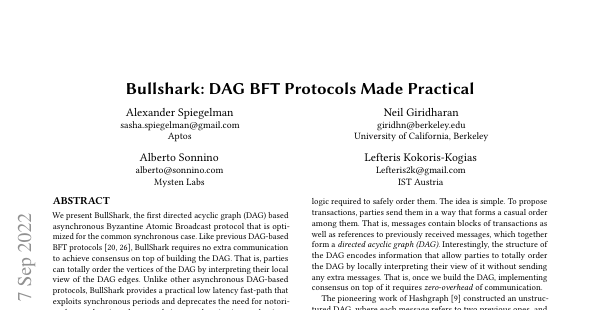 Bullshark: DAG BFT Protocols Made Practical
Alexander Spiegelman
sasha.spiegelman@gmail.com
Aptos
Neil Giridharan
giridhn@berkeley.edu
University of California, Berkeley
Alberto Sonnino
alberto@sonnino.com
Mysten Labs
Lefteris Kokoris-Kogias
Lefteris2k@gmail.com
IST Austria
ABSTRACT
We present BullShark, the first directed acyclic graph (DAG) based
asynchronous Byzantine Atomic Broadcast protocol that is opti-
mized for the common synchronous case. Like previous DAG-based
BFT protocols [20, 26], BullShark requires no extra communication
to achieve consensus on top of building the DAG. That is, parties
can totally order the vertices of the DAG by interpreting their local
view of the DAG edges. Unlike other asynchronous DAG-based
protocols, BullShark provides a practical low latency fast-path that
exploits synchronous periods and deprecates the need for notori-
logic required to safely order them. The idea is simple. To propose
transactions, parties send them in a way that forms a casual order
among them. That is, messages contain blocks of transactions as
well as references to previously received messages, which together
form a directed acyclic graph (DAG). Interestingly, the structure of
the DAG encodes information that allow parties to totally order
the DAG by locally interpreting their view of it without sending
any extra messages. That is, once we build the DAG, implementing
consensus on top of it requires zero-overhead of communication.
The pioneering work of Hashgraph [9] constructed an unstruc-
tured DAG, where each message refers to two previous ones, and
7 Sep 2022